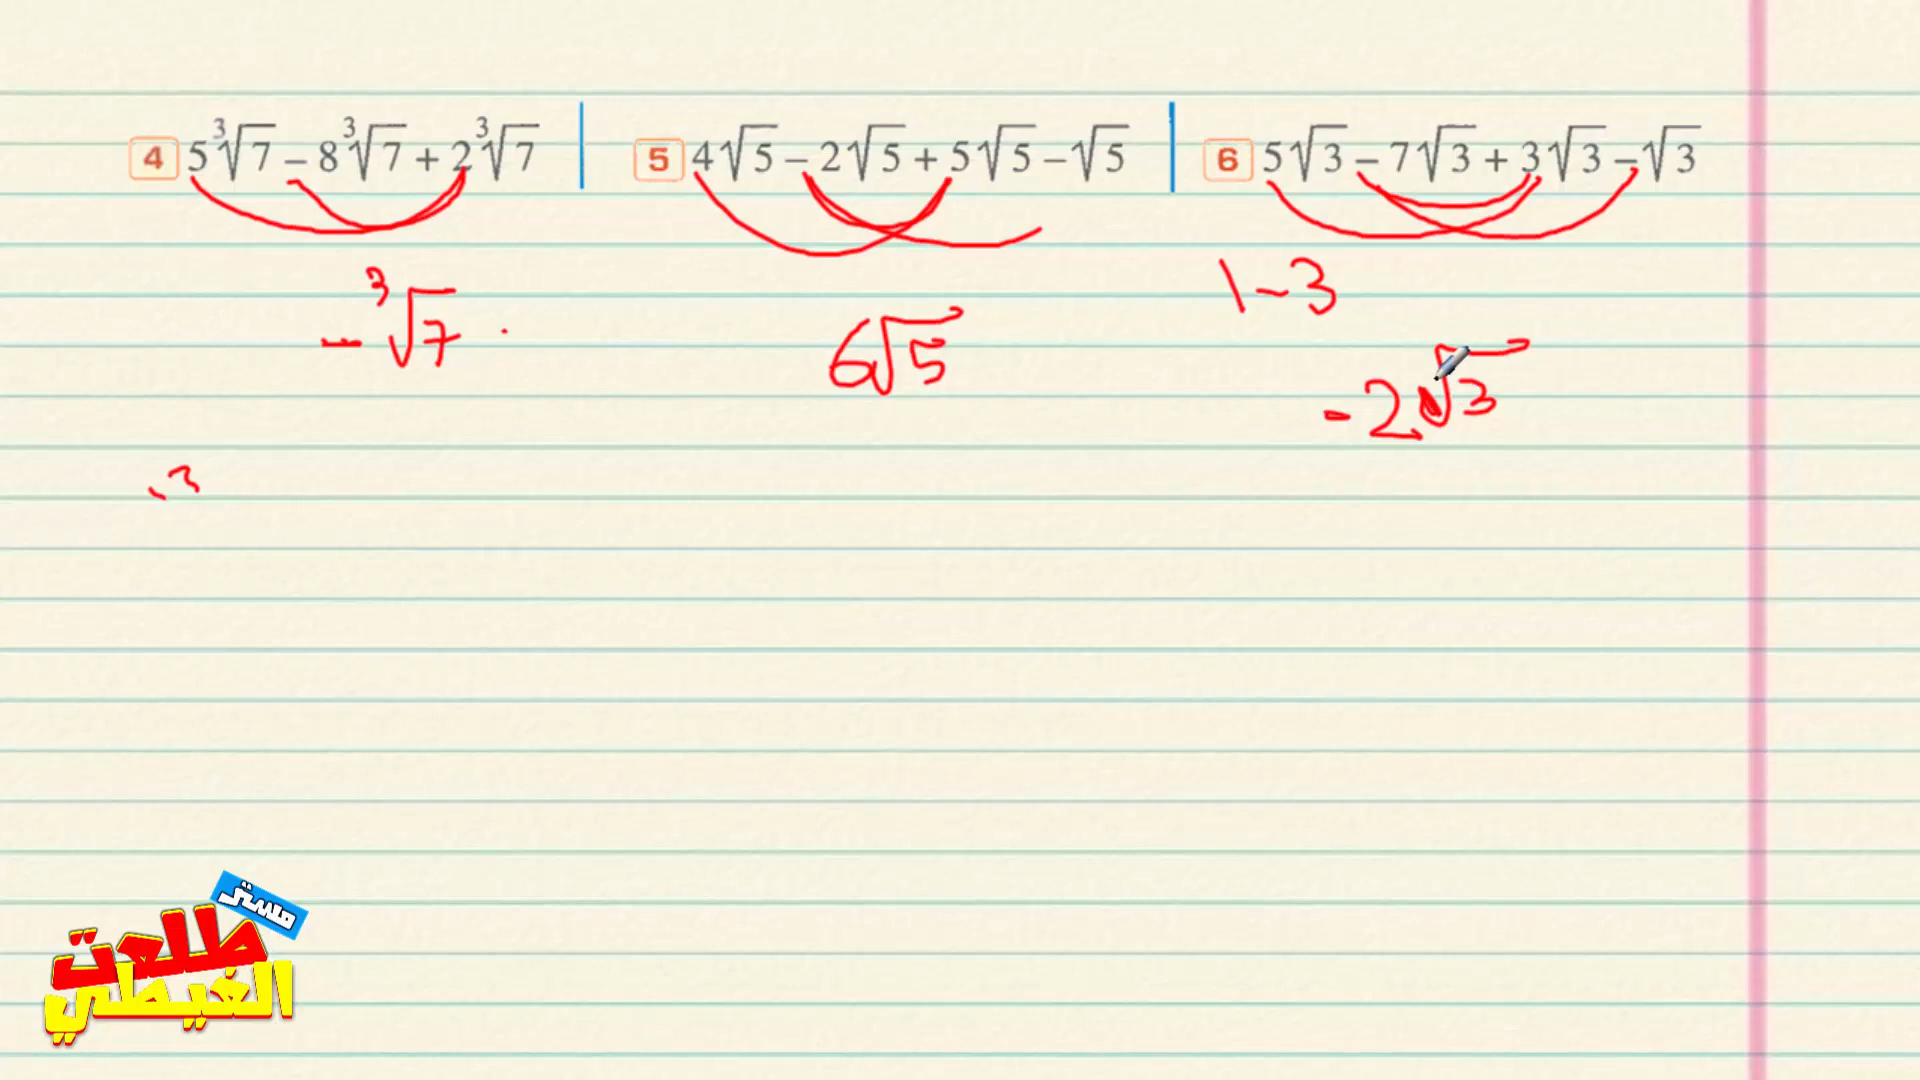 4 5∛7 – 8∛7 + 2∛7
5 4√5 – 2√5 + 5√5 – √5
6 5√3 – 7√3 + 3√3 – √3
1 – 3
– ∛7
6√5
-2√3
مستر
طلعت
الغيطي